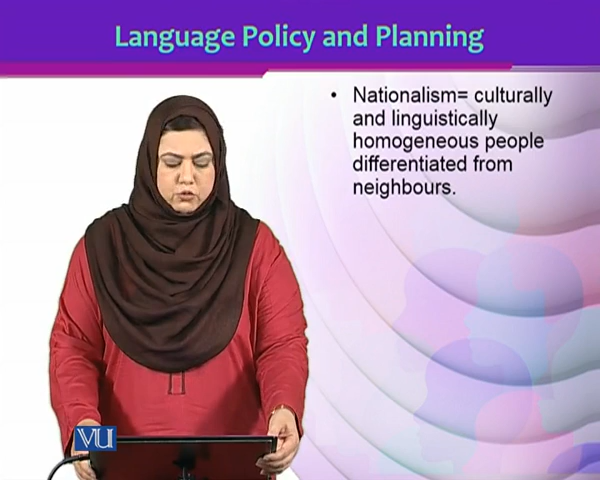 Language Policy and Planning
• Nationalism= culturally
and linguistically
homogeneous people
differentiated from
neighbours.
VU